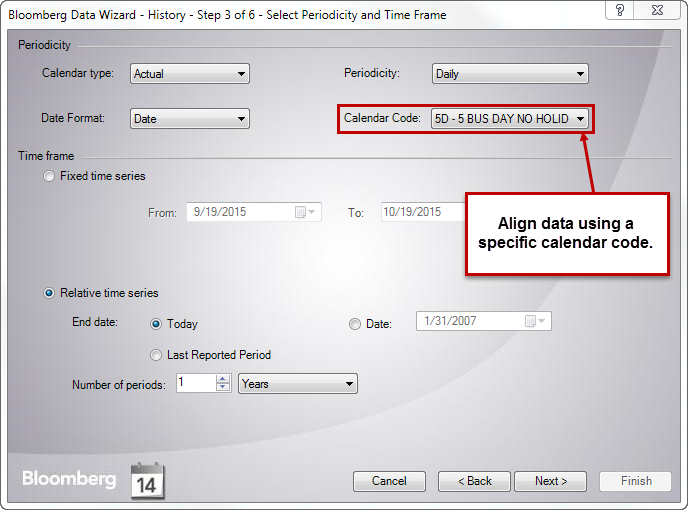 Bloomberg Data Wizard - History - Step 3 of 6 - Select Periodicity and Time Frame
Periodicity
Calendar type: Actual Periodicity: Daily
Date Format: Date Calendar Code: 5D - 5 BUS DAY NO HOLID
Time frame
Fixed time series
From: 9/19/2015 To: 10/19/2015
Align data using a
specific calendar code.
Relative time series
End date: Today Date: 1/31/2007
Last Reported Period
Number of periods: 1 Years
Bloomberg 14 Cancel < Back Next > Finish